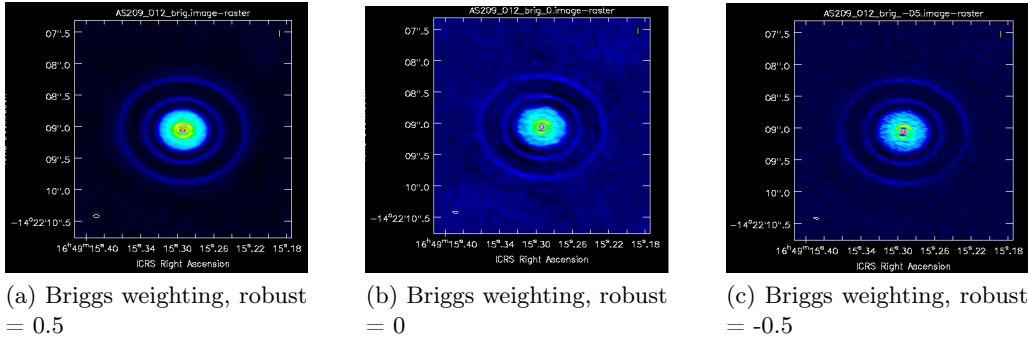 AS209_012_brig.image-raster
07".5
08".0
08".5
09".0
09".5
10".0
-14°22'10".5
16ʰ49ᵐ15ˢ.40 15ˢ.34 15ˢ.30 15ˢ.26 15ˢ.22 15ˢ.18
ICRS Right Ascension
(a) Briggs weighting, robust
= 0.5
AS209_012_brig_0.image-raster
07".5
08".0
08".5
09".0
09".5
10".0
-14°22'10".5
16ʰ49ᵐ15ˢ.40 15ˢ.34 15ˢ.30 15ˢ.26 15ˢ.22 15ˢ.18
ICRS Right Ascension
(b) Briggs weighting, robust
= 0
AS209_012_brig_-05.image-raster
07".5
08".0
08".5
09".0
09".5
10".0
-14°22'10".5
16ʰ49ᵐ15ˢ.40 15ˢ.34 15ˢ.30 15ˢ.26 15ˢ.22 15ˢ.18
ICRS Right Ascension
(c) Briggs weighting, robust
= -0.5